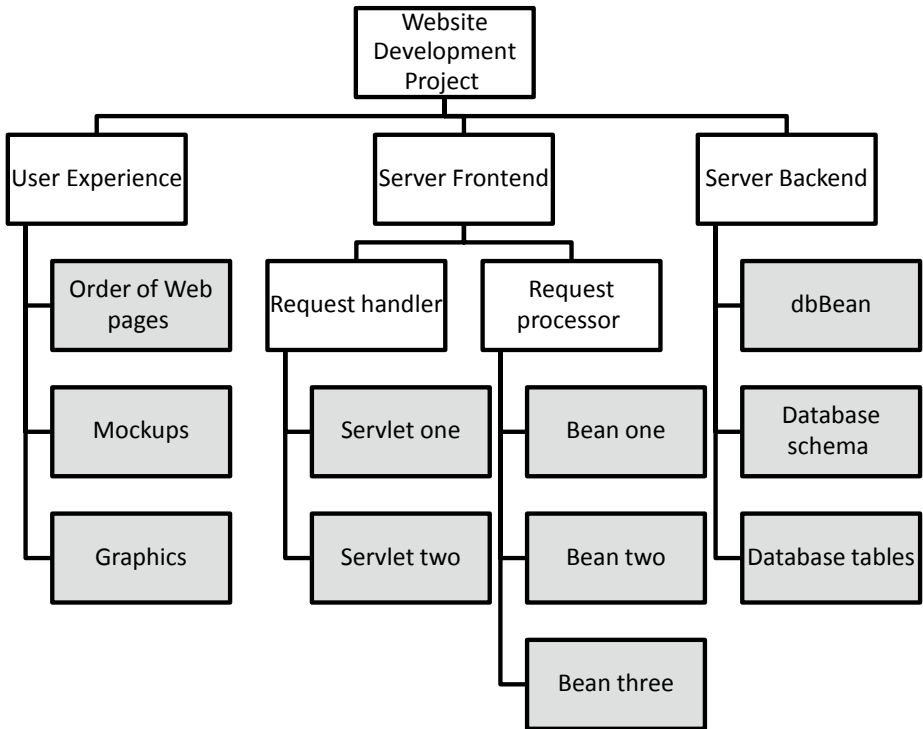 Website
Development
Project
User Experience
Server Frontend
Server Backend
Order of Web
pages
Request handler
Request
processor
dbBean
Mockups
Servlet one
Bean one
Database
schema
Graphics
Servlet two
Bean two
Database tables
Bean three